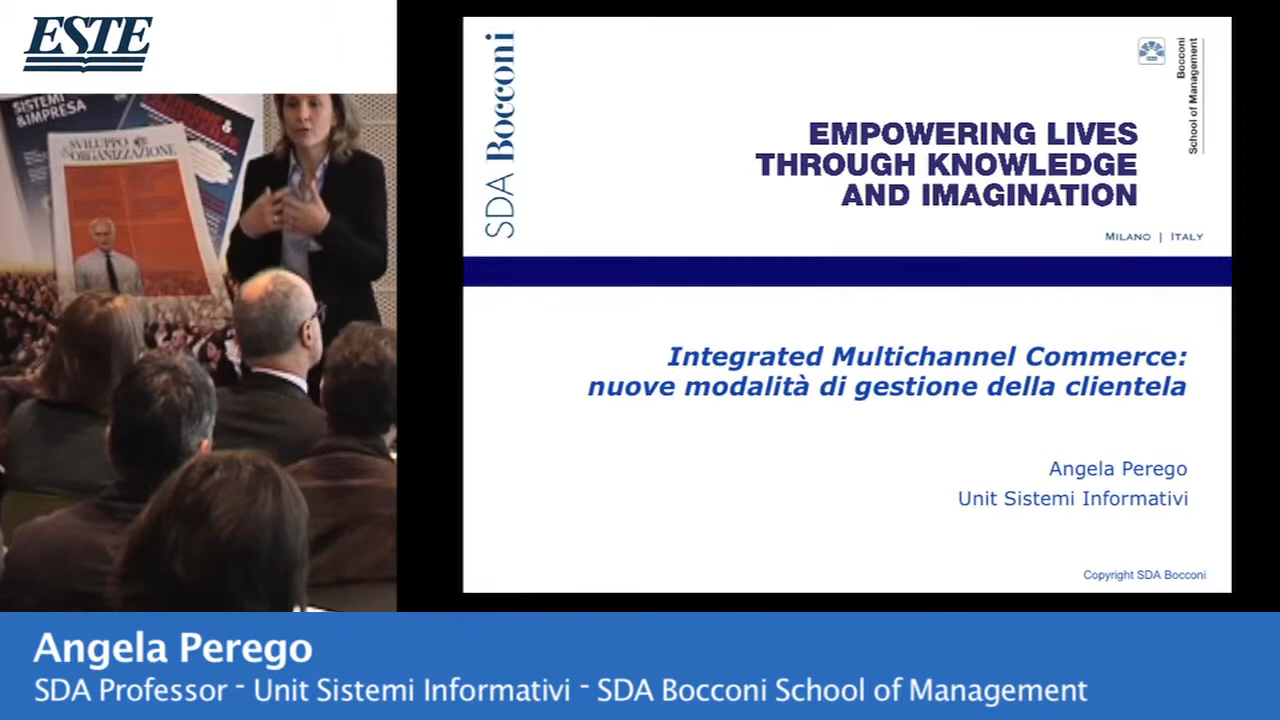 ESTE
SISTEMI
&IMPRESA
SVILUPPO
&ORGANIZZAZIONE
SDA Bocconi
Bocconi
School of Management
EMPOWERING LIVES
THROUGH KNOWLEDGE
AND IMAGINATION
MILANO | ITALY
Integrated Multichannel Commerce:
nuove modalità di gestione della clientela
Angela Perego
Unit Sistemi Informativi
Copyright SDA Bocconi
Angela Perego
SDA Professor - Unit Sistemi Informativi - SDA Bocconi School of Management